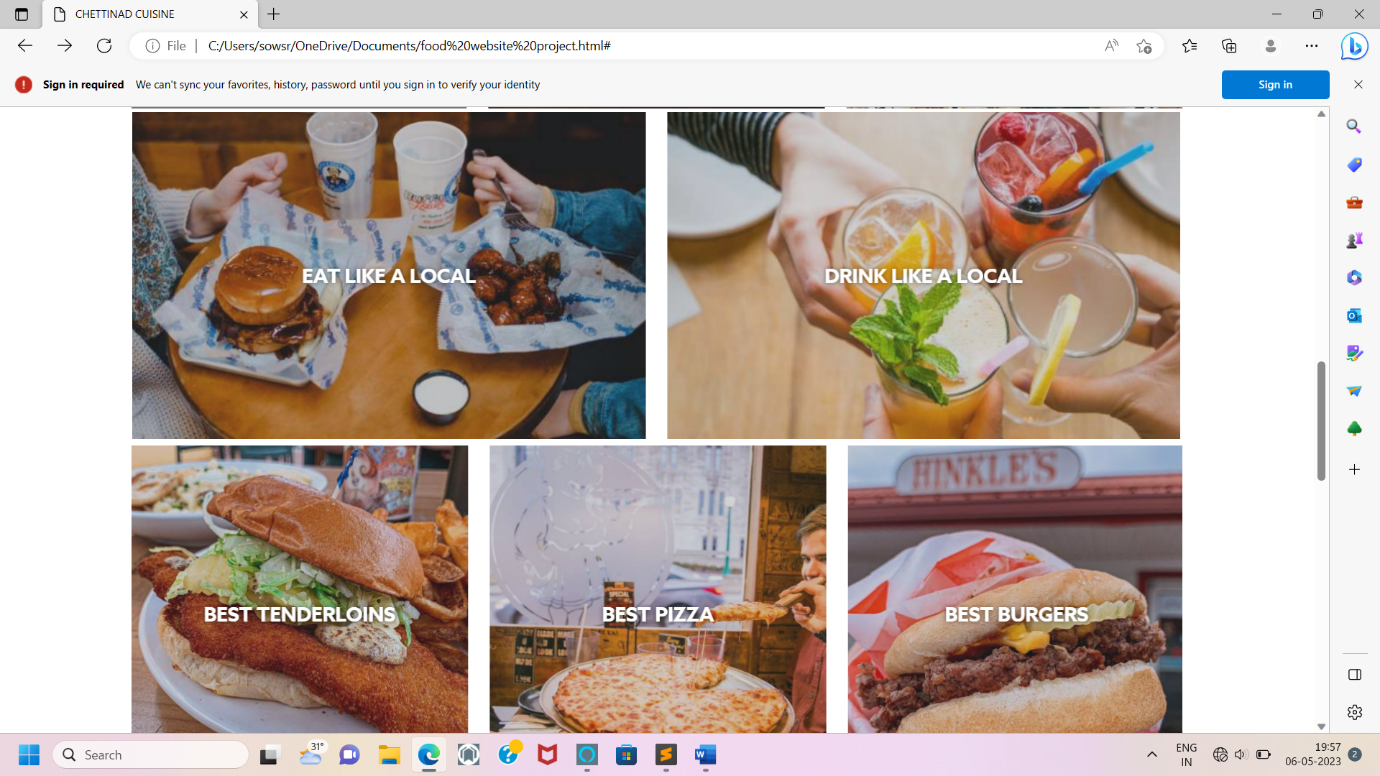 CHETTINAD CUISINE
File
C:/Users/sowsr/OneDrive/Documents/food%20website%20project.html#
Sign in required We can't sync your favorites, history, password until you sign in to verify your identity
Sign in
EAT LIKE A LOCAL
DRINK LIKE A LOCAL
HINKLE'S
BEST TENDERLOINS
BEST PIZZA
BEST BURGERS
SPECIAL
Search
31°
ENG
IN
19:57
06-05-2023
2